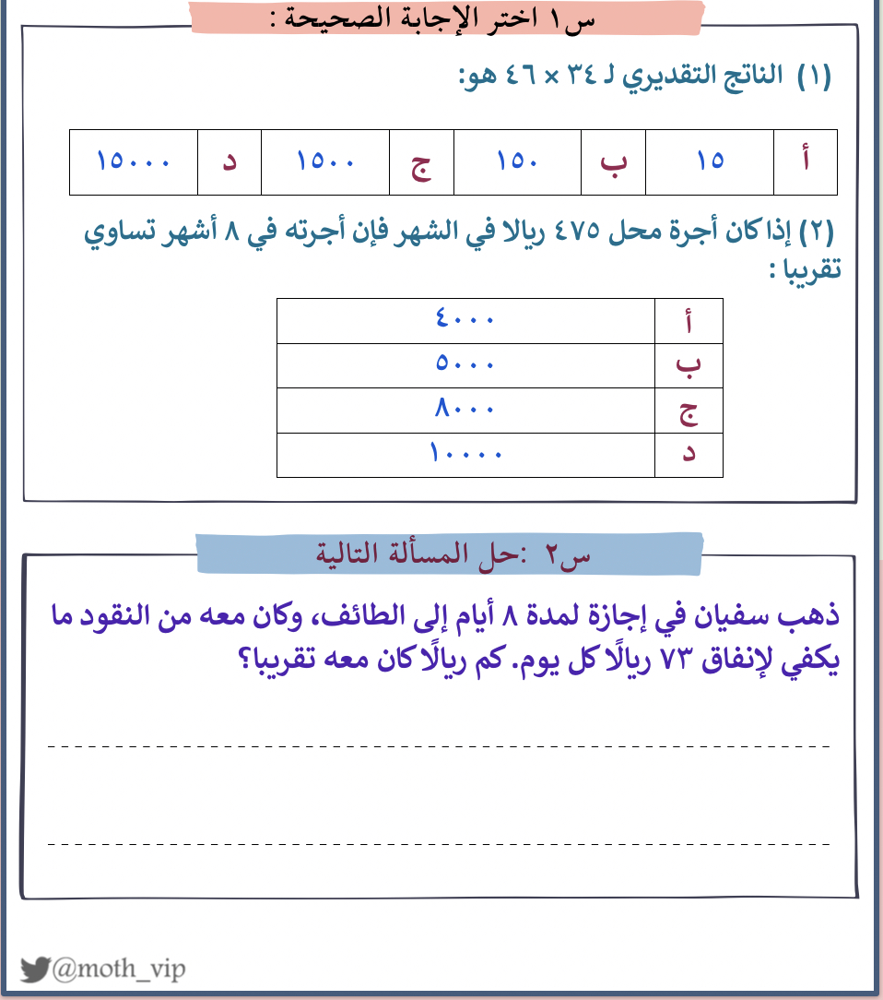 س١ اختر الإجابة الصحيحة :
(١) الناتج التقديري لـ ٣٤ × ٤٦ هو:
أ ١٥ ب ١٥٠ ج ١٥٠٠ د ١٥٠٠٠
(٢) إذا كان أجرة محل ٤٧٥ ريالا في الشهر فإن أجرته في ٨ أشهر تساوي
تقريبا :
أ ٤٠٠٠
ب ٥٠٠٠
ج ٨٠٠٠
د ١٠٠٠٠
س٢ :حل المسألة التالية
ذهب سفيان في إجازة لمدة ٨ أيام إلى الطائف، وكان معه من النقود ما
يكفي لإنفاق ٧٣ ريالًا كل يوم. كم ريالًا كان معه تقريبا؟
@moth_vip